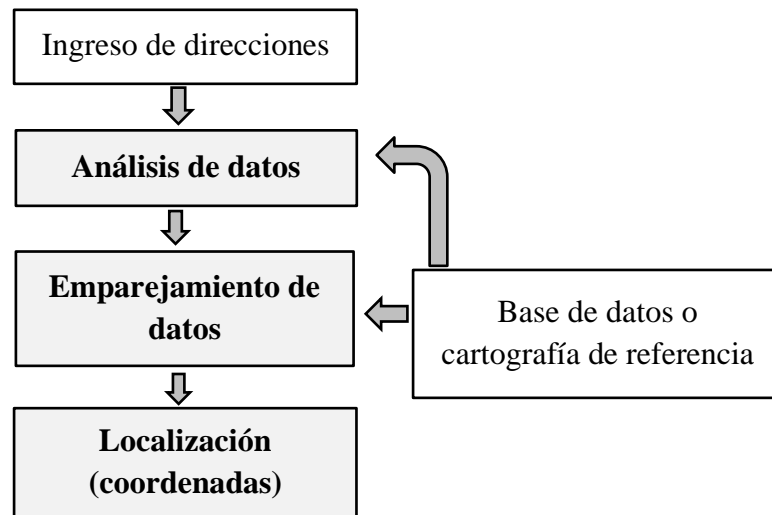 Ingreso de direcciones
Análisis de datos
Emparejamiento de
datos
Base de datos o
cartografía de referencia
Localización
(coordenadas)